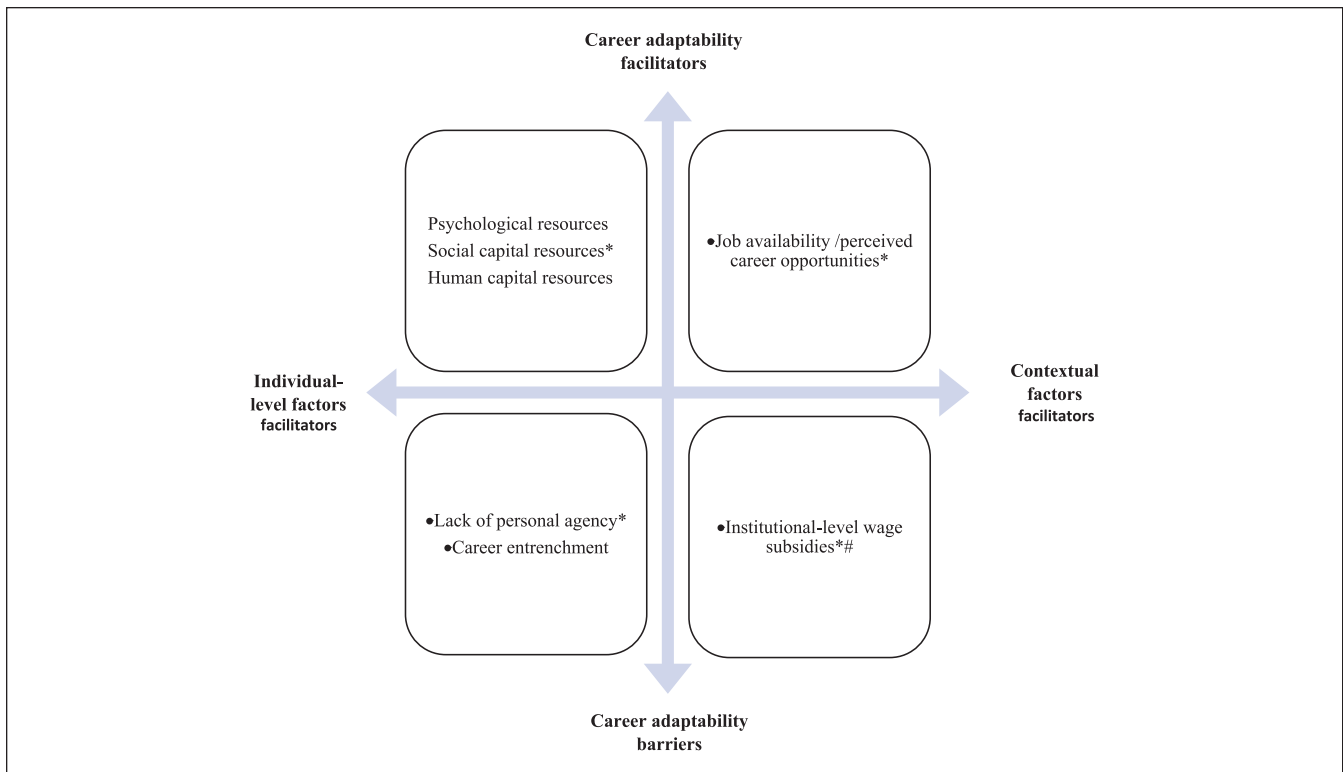 Career adaptability
facilitators
Psychological resources
Social capital resources*
Human capital resources
•Job availability /perceived
career opportunities*
Individual-
level factors
facilitators
Contextual
factors
facilitators
•Lack of personal agency*
•Career entrenchment
•Institutional-level wage
subsidies*#
Career adaptability
barriers